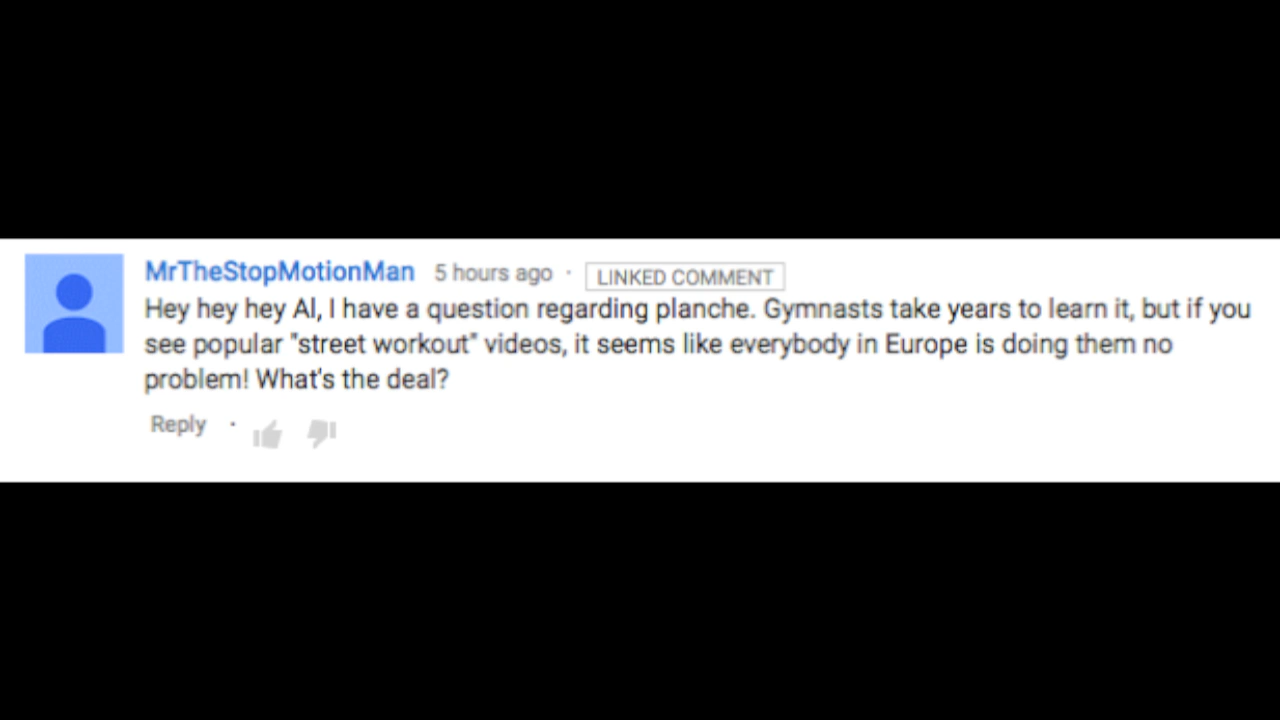 MrTheStopMotionMan 5 hours ago · LINKED COMMENT
Hey hey hey Al, I have a question regarding planche. Gymnasts take years to learn it, but if you
see popular "street workout" videos, it seems like everybody in Europe is doing them no
problem! What's the deal?
Reply ·